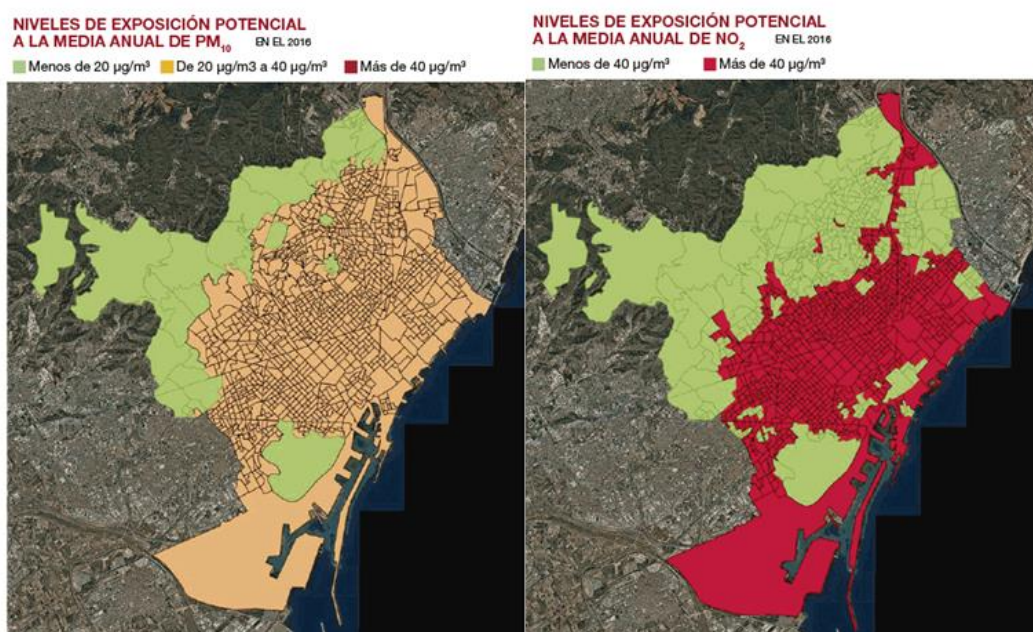 NIVELES DE EXPOSICIÓN POTENCIAL
A LA MEDIA ANUAL DE PM₁₀ EN EL 2016
Menos de 20 µg/m³ De 20 µg/m3 a 40 µg/m³ Más de 40 µg/m³
NIVELES DE EXPOSICIÓN POTENCIAL
A LA MEDIA ANUAL DE NO₂ EN EL 2016
Menos de 40 µg/m³ Más de 40 µg/m³